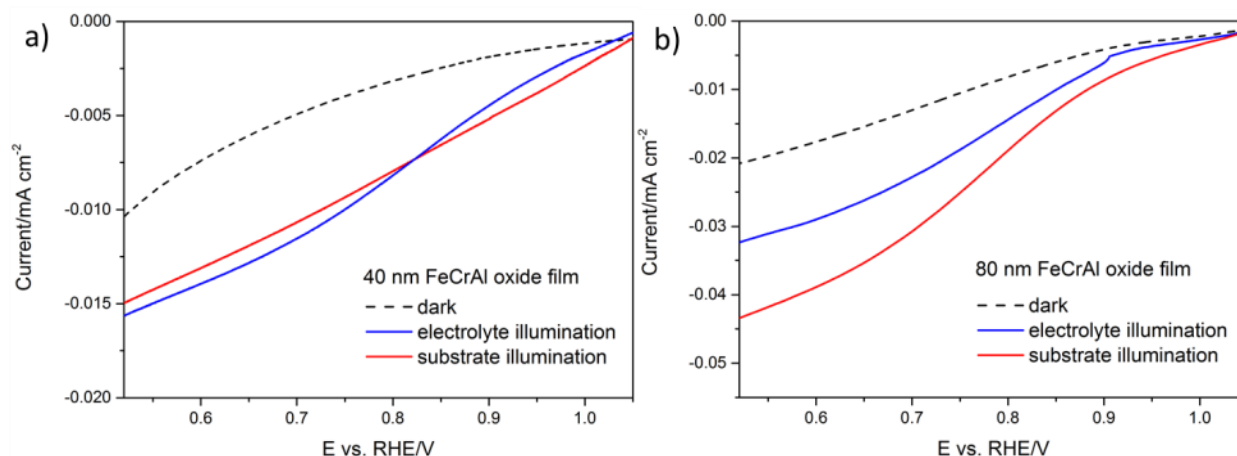 a)
0.000
-0.005
-0.010
-0.015
-0.020
Current/mA cm⁻²
40 nm FeCrAl oxide film
dark
electrolyte illumination
substrate illumination
0.6 0.7 0.8 0.9 1.0
E vs. RHE/V
b)
0.00
-0.01
-0.02
-0.03
-0.04
-0.05
Current/mA cm⁻²
80 nm FeCrAl oxide film
dark
electrolyte illumination
substrate illumination
0.6 0.7 0.8 0.9 1.0
E vs. RHE/V